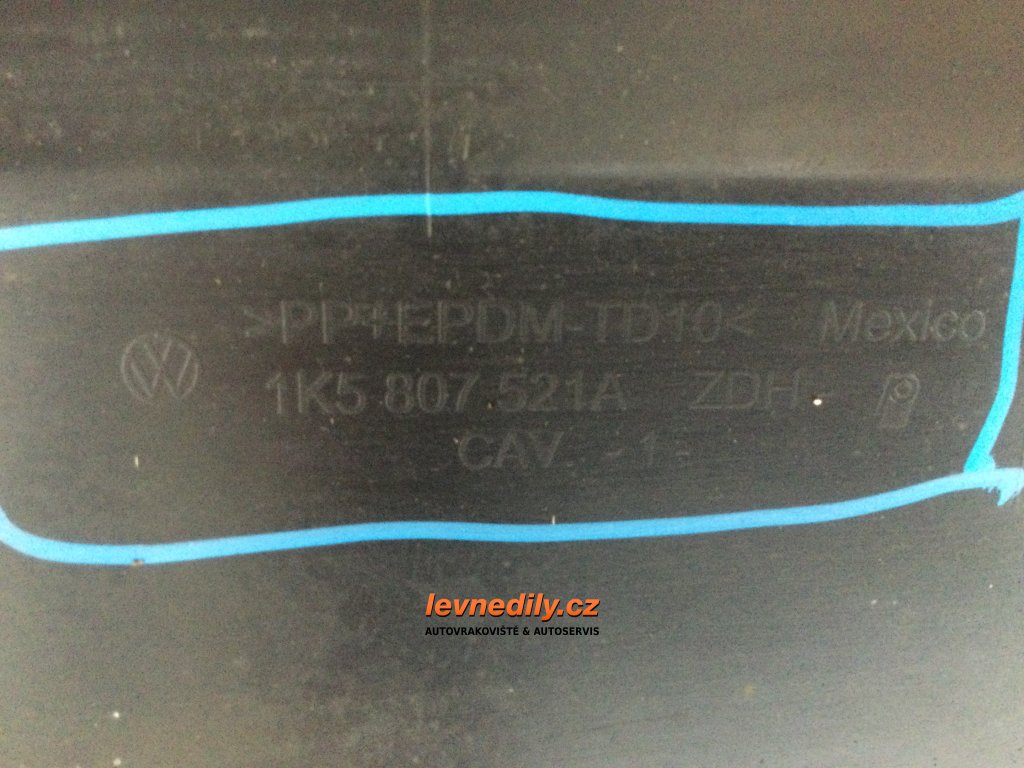 >PP+EPDM-TD10< Mexico
1K5 807 521A ZDH
CAV - 1 -
levnedily.cz
AUTOVRAKOVIŠTĚ & AUTOSERVIS